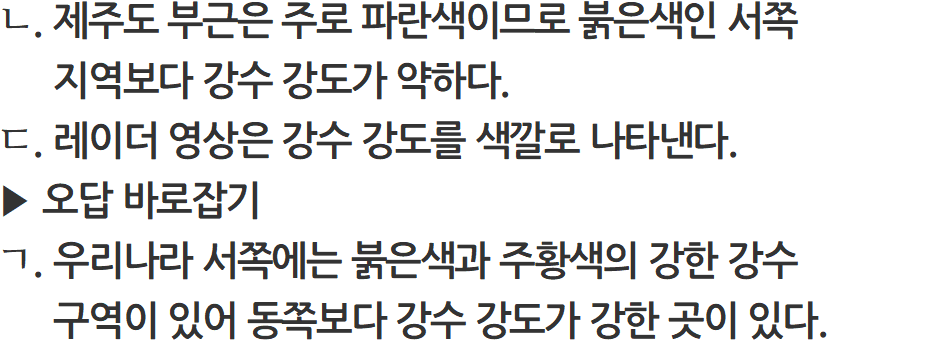 ㄴ. 제주도 부근은 주로 파란색이므로 붉은색인 서쪽
지역보다 강수 강도가 약하다.
ㄷ. 레이더 영상은 강수 강도를 색깔로 나타낸다.
▶ 오답 바로잡기
ㄱ. 우리나라 서쪽에는 붉은색과 주황색의 강한 강수
구역이 있어 동쪽보다 강수 강도가 강한 곳이 있다.